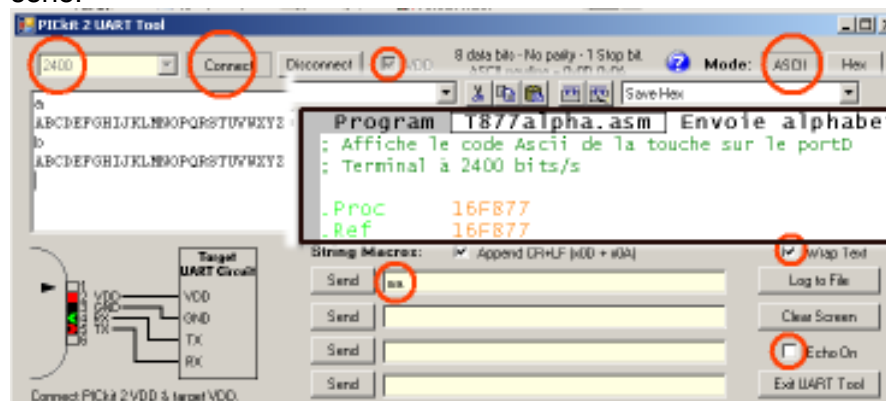 PICkit 2 UART Tool
2400 Connect Disconnect VDD 8 data bits - No parity - 1 Stop bit. Mode: ASCII Hex
Save Hex
a
ABCDEFGHIJKLMNOPQRSTUVWXYZ
b
ABCDEFGHIJKLMNOPQRSTUVWXYZ
Program T877alpha.asm Envoie alphabe
; Affiche le code Ascii de la touche sur le portD
; Terminal à 2400 bits/s
.Proc 16F877
.Ref 16F877
String Macros: Append CR+LF (x0D + x0A) Wrap Text
Target
UART Circuit
VDD VDD
GND GND
RX TX
TX RX
Send Log to File
Send Clear Screen
Send Echo On
Send Exit UART Tool
Connect PICkit 2 VDD & target VDD.